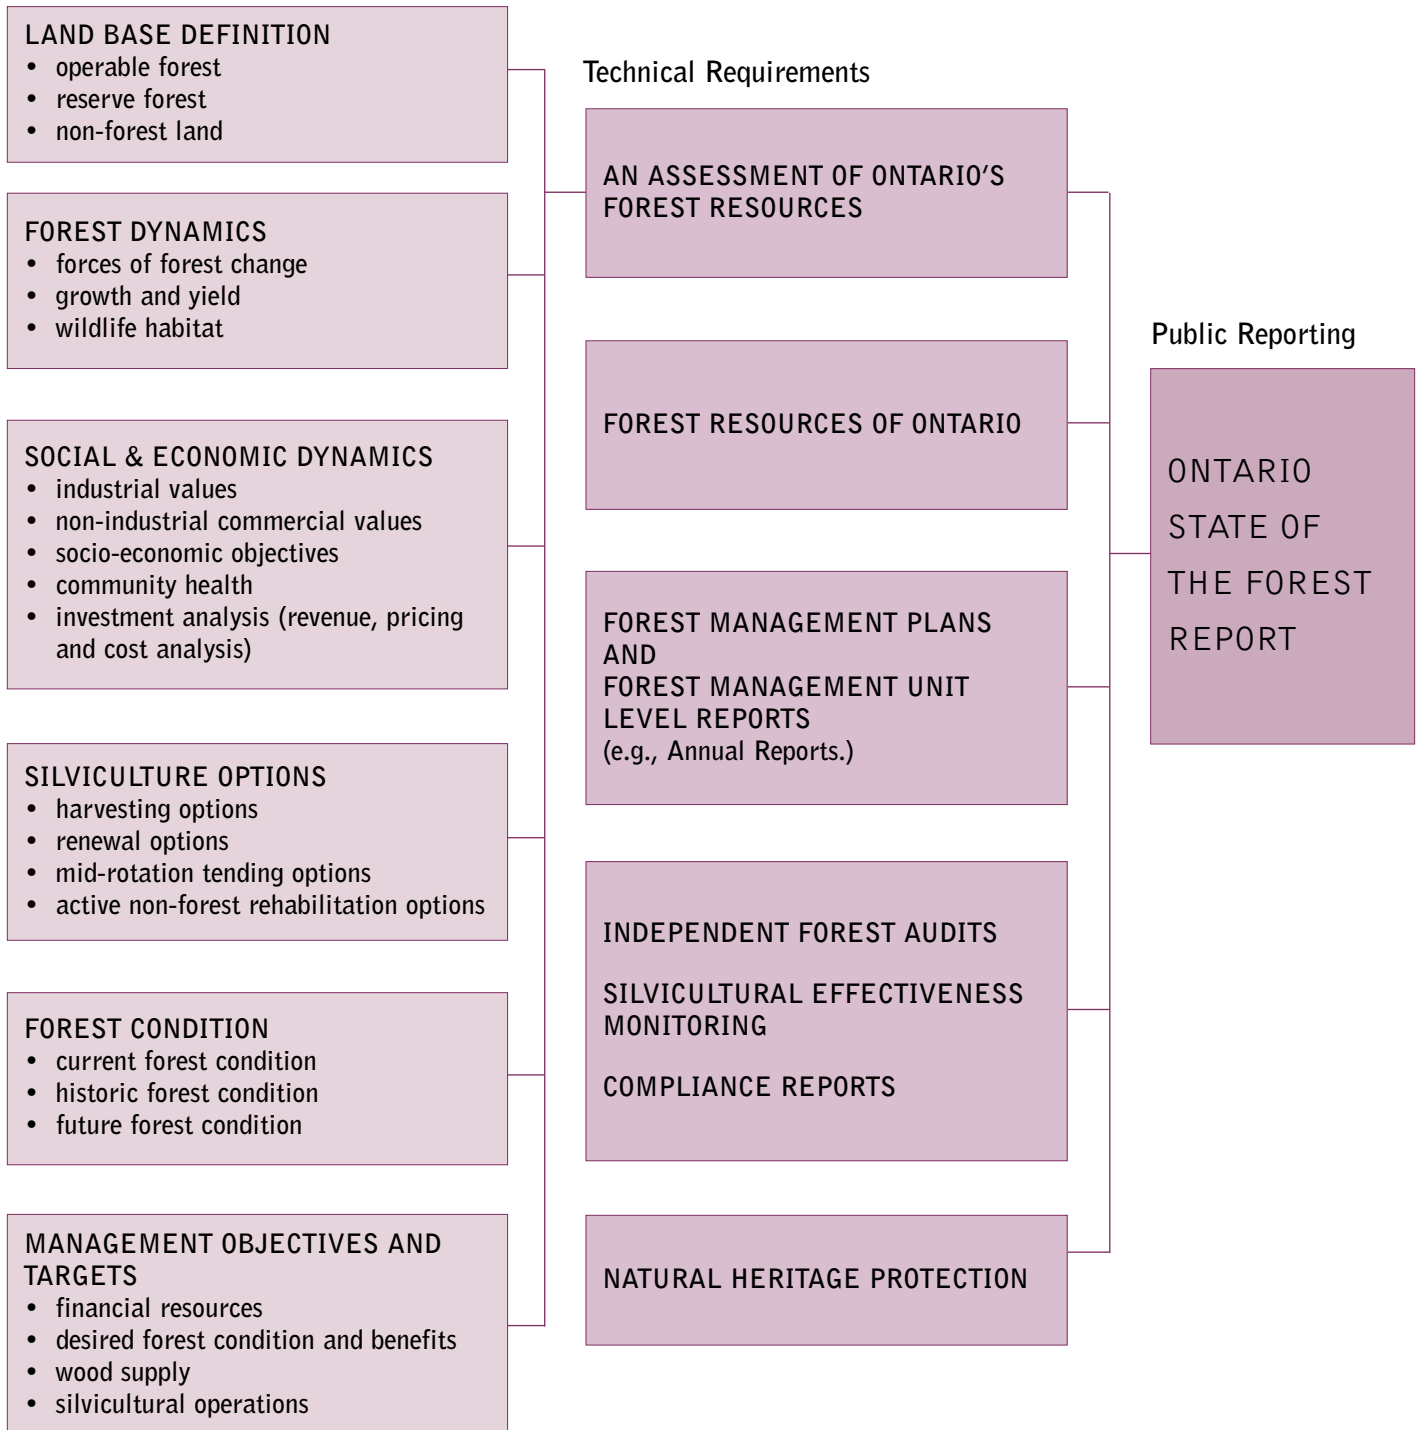 LAND BASE DEFINITION
• operable forest
• reserve forest
• non-forest land
FOREST DYNAMICS
• forces of forest change
• growth and yield
• wildlife habitat
SOCIAL & ECONOMIC DYNAMICS
• industrial values
• non-industrial commercial values
• socio-economic objectives
• community health
• investment analysis (revenue, pricing
and cost analysis)
SILVICULTURE OPTIONS
• harvesting options
• renewal options
• mid-rotation tending options
• active non-forest rehabilitation options
FOREST CONDITION
• current forest condition
• historic forest condition
• future forest condition
MANAGEMENT OBJECTIVES AND
TARGETS
• financial resources
• desired forest condition and benefits
• wood supply
• silvicultural operations
Technical Requirements
AN ASSESSMENT OF ONTARIO'S
FOREST RESOURCES
FOREST RESOURCES OF ONTARIO
FOREST MANAGEMENT PLANS
AND
FOREST MANAGEMENT UNIT
LEVEL REPORTS
(e.g., Annual Reports.)
INDEPENDENT FOREST AUDITS
SILVICULTURAL EFFECTIVENESS
MONITORING
COMPLIANCE REPORTS
NATURAL HERITAGE PROTECTION
Public Reporting
ONTARIO
STATE OF
THE FOREST
REPORT